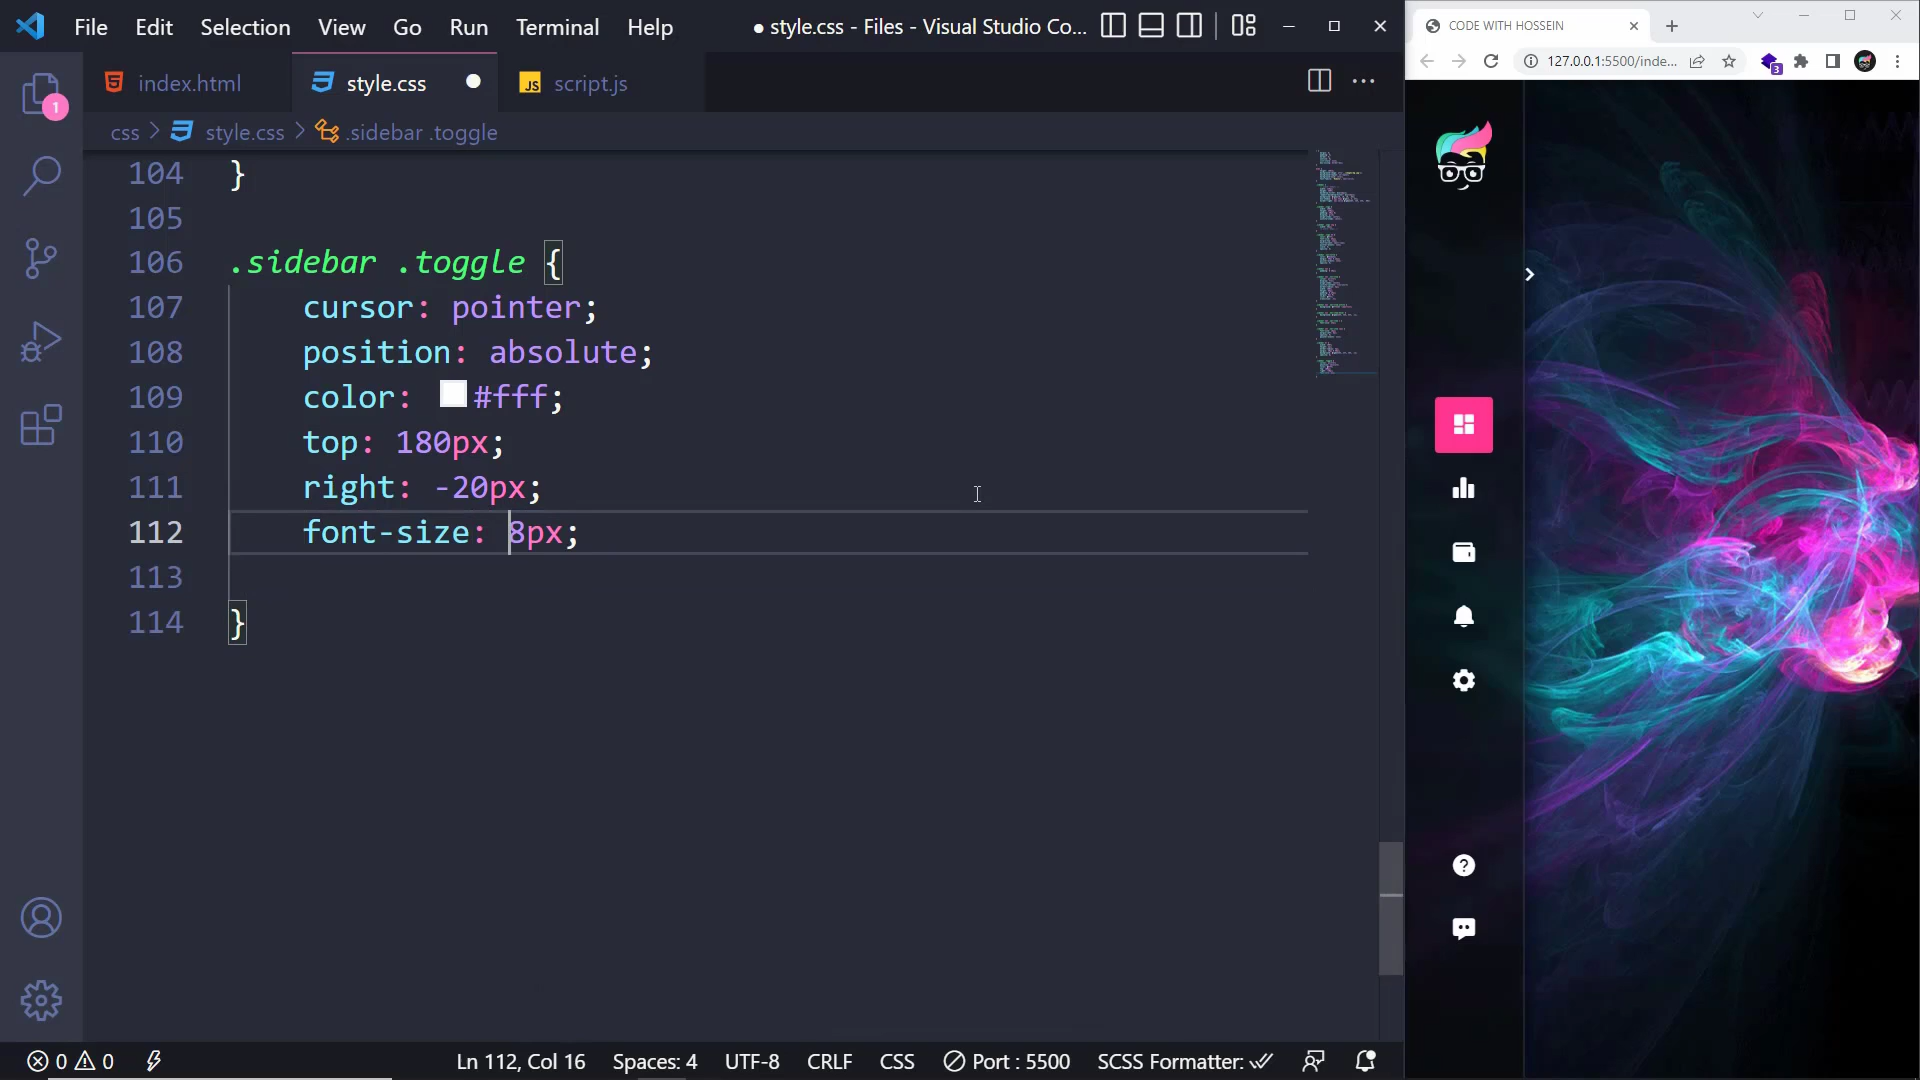 File Edit Selection View Go Run Terminal Help
● style.css - Files - Visual Studio Co...
CODE WITH HOSSEIN
127.0.0.1:5500/inde...
3
1
index.html
style.css
JS script.js
css > style.css > .sidebar .toggle
104 }
105
106 .sidebar .toggle {
107 cursor: pointer;
108 position: absolute;
109 color: #fff;
110 top: 180px;
111 right: -20px;
112 font-size: 8px;
113
114 }
0 0 Ln 112, Col 16 Spaces: 4 UTF-8 CRLF CSS Port : 5500 SCSS Formatter: